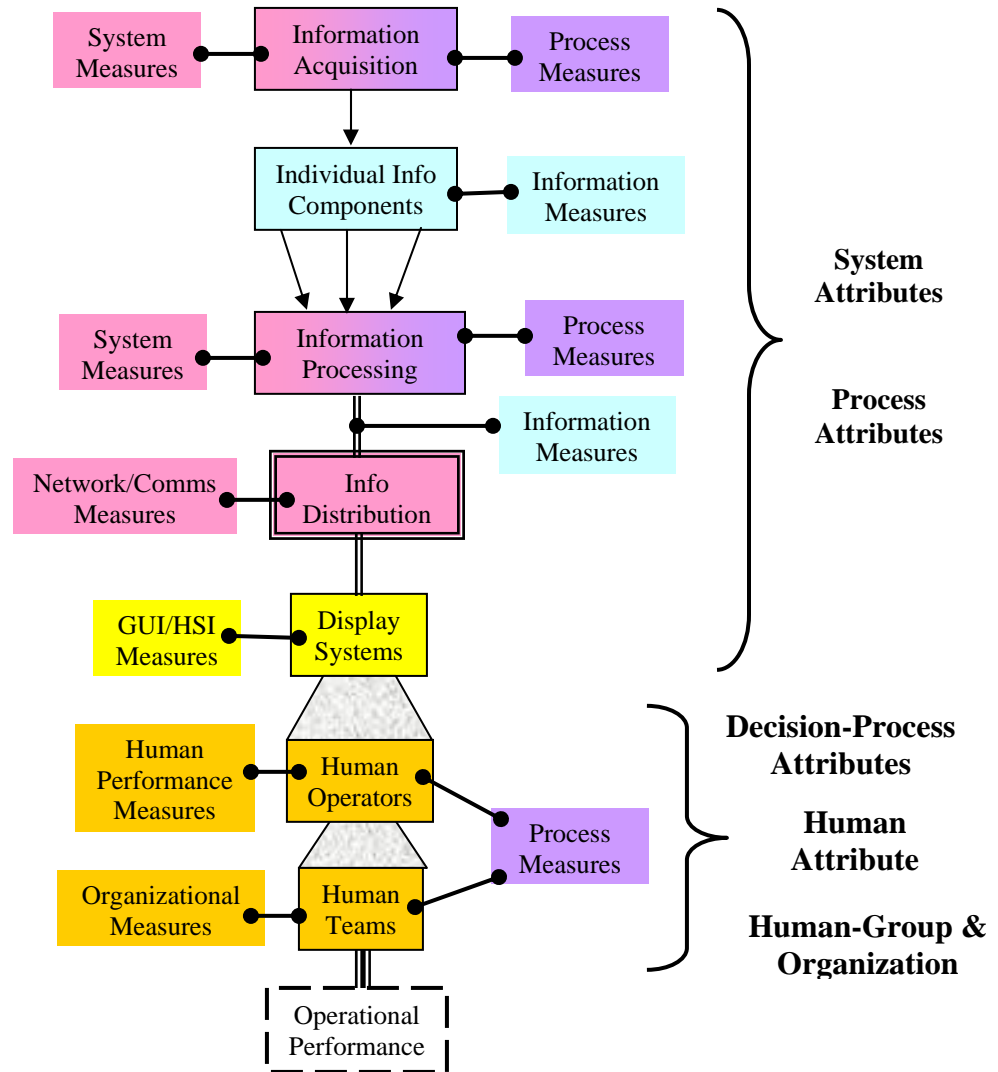 System
Measures
Information
Acquisition
Process
Measures
Individual Info
Components
Information
Measures
System
Attributes
System
Measures
Information
Processing
Process
Measures
Process
Attributes
Information
Measures
Network/Comms
Measures
Info
Distribution
GUI/HSI
Measures
Display
Systems
Human
Performance
Measures
Human
Operators
Decision-Process
Attributes
Process
Measures
Human
Attribute
Organizational
Measures
Human
Teams
Human-Group &
Organization
Operational
Performance